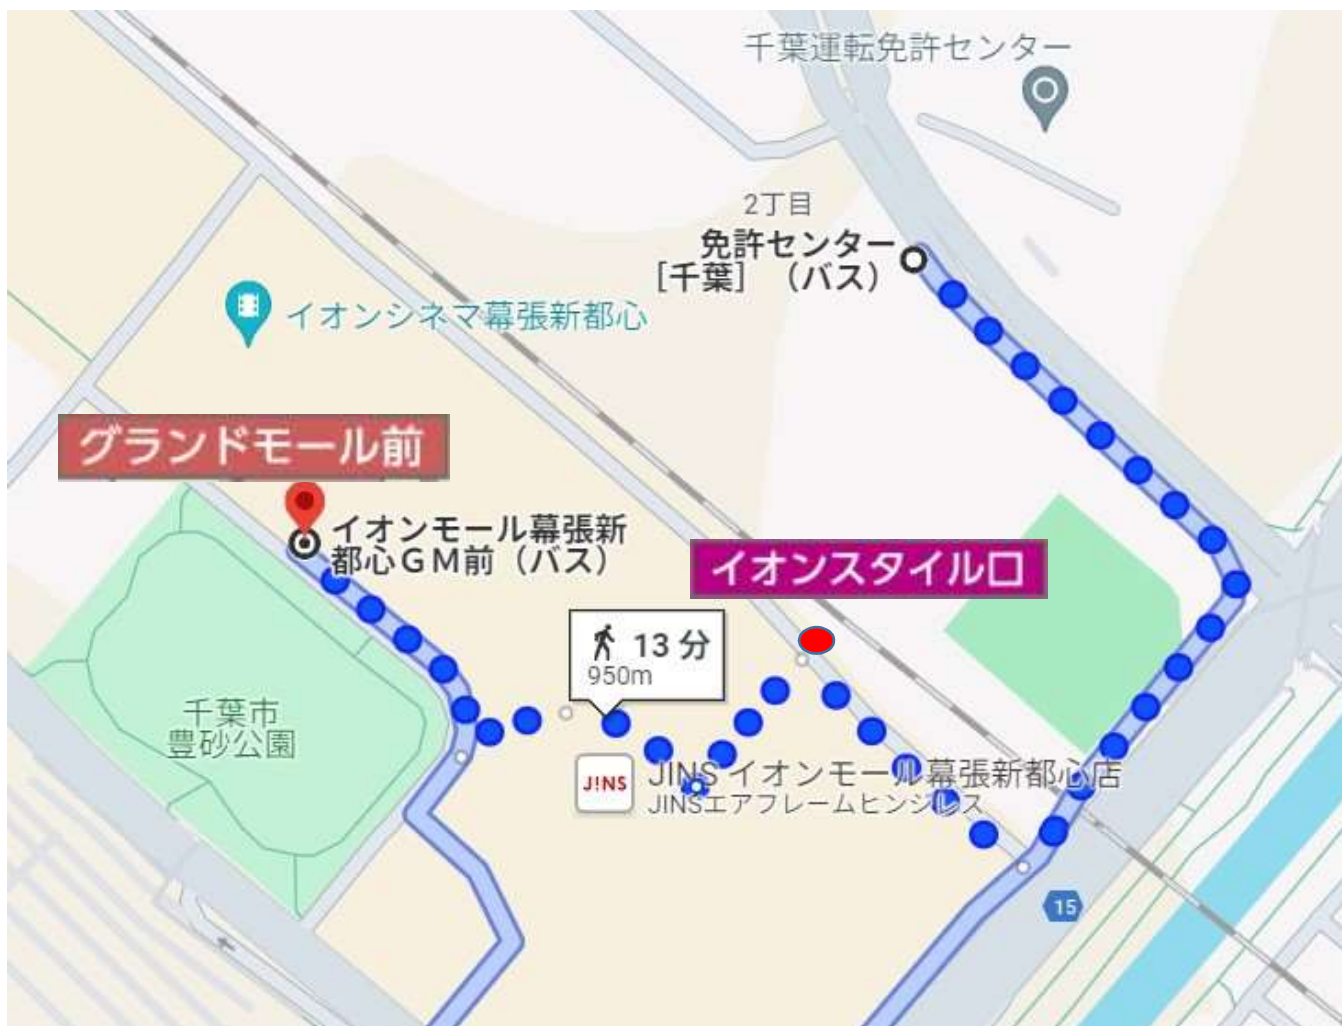 千葉運転免許センター
2丁目
免許センター
[千葉] (バス)
イオンシネマ幕張新都心
グランドモール前
イオンモール幕張新
都心GM前(バス)
イオンスタイル口
13 分
950m
千葉市
豊砂公園
J!NS
JINS イオンモール幕張新都心店
JINSエアフレームヒンジレス
15